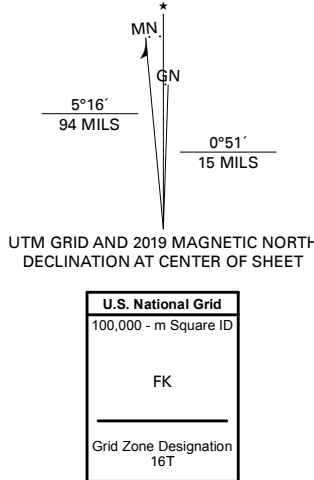 MN
GN
5°16´
94 MILS
0°51´
15 MILS
UTM GRID AND 2019 MAGNETIC NORTH
DECLINATION AT CENTER OF SHEET
U.S. National Grid
100,000 - m Square ID
FK
Grid Zone Designation
16T